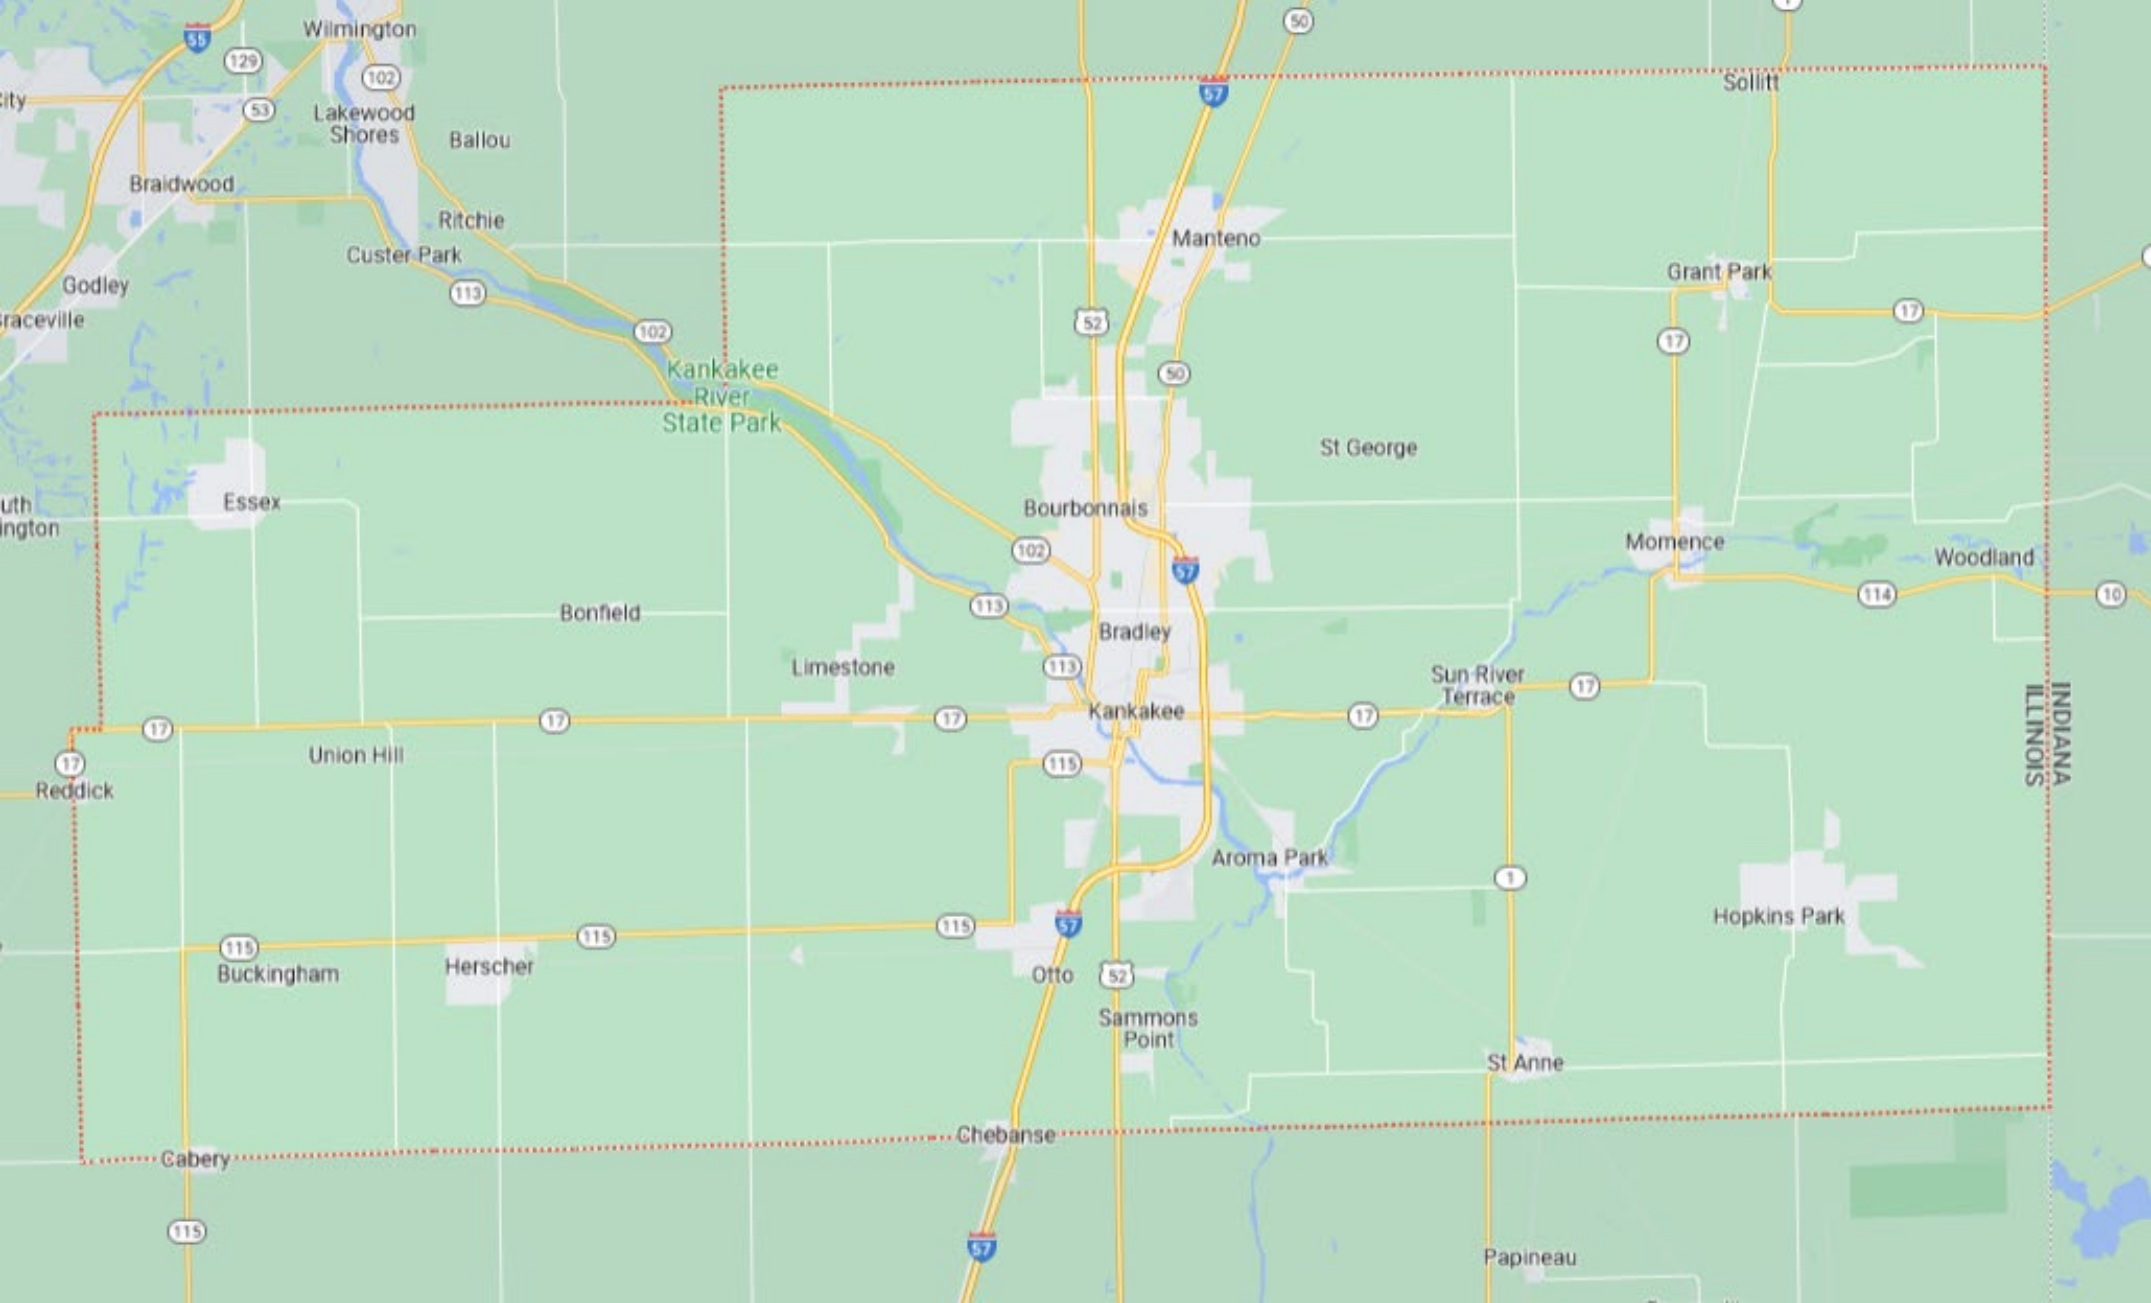 50
55
Wilmington
129
102
City
53
57
Sollitt
Lakewood
Shores
Ballou
Braidwood
Ritchie
Manteno
Custer Park
Grant Park
Godley
113
17
raceville
102
52
17
Kankakee
River
State Park
50
St George
Essex
uth
ington
Bourbonnais
Momence
102
Woodland
57
114
10
Bonfield
113
Bradley
Limestone
113
Sun River
Terrace
17
INDIANA
ILLINOIS
17
17
17
Kankakee
17
Union Hill
17
115
Reddick
Aroma Park
1
Hopkins Park
57
115
115
115
Buckingham
Herscher
Otto
52
Sammons
Point
St Anne
Chebanse
Cabery
115
57
Papineau